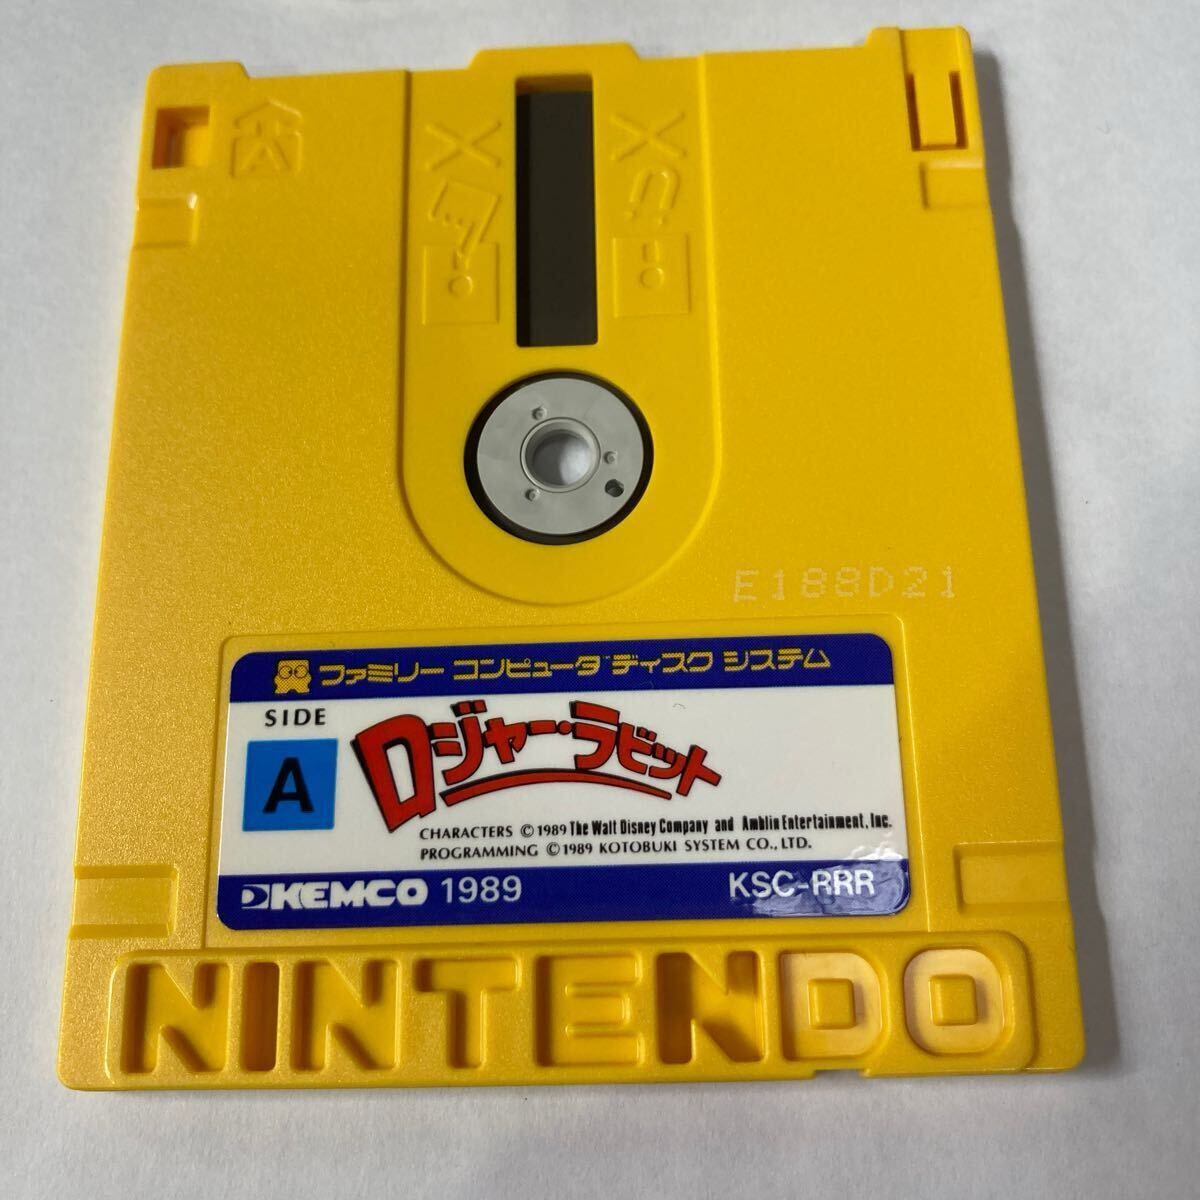 E188D21
ファミリー コンピュータ ディスク システム
SIDE
A
ロジャー・ラビット
CHARACTERS ©1989 The Walt Disney Company and Amblin Entertainment, Inc.
PROGRAMMING ©1989 KOTOBUKI SYSTEM CO., LTD.
KEMCO 1989
KSC-RRR
NINTENDO